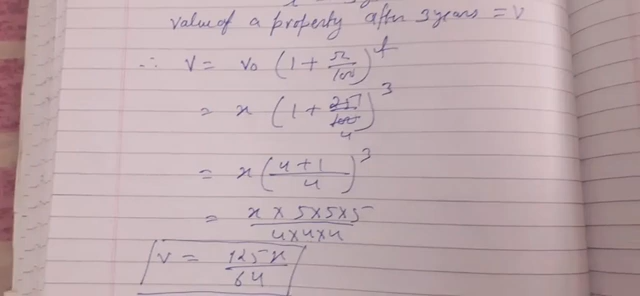 value of a property after 3 years = V
∴ V = V₀ (1 + r/100)^t
= x (1 + 25/100 4)^3
= x (4+1/4)^3
= x × 5×5×5 / 4×4×4
V = 125x / 64